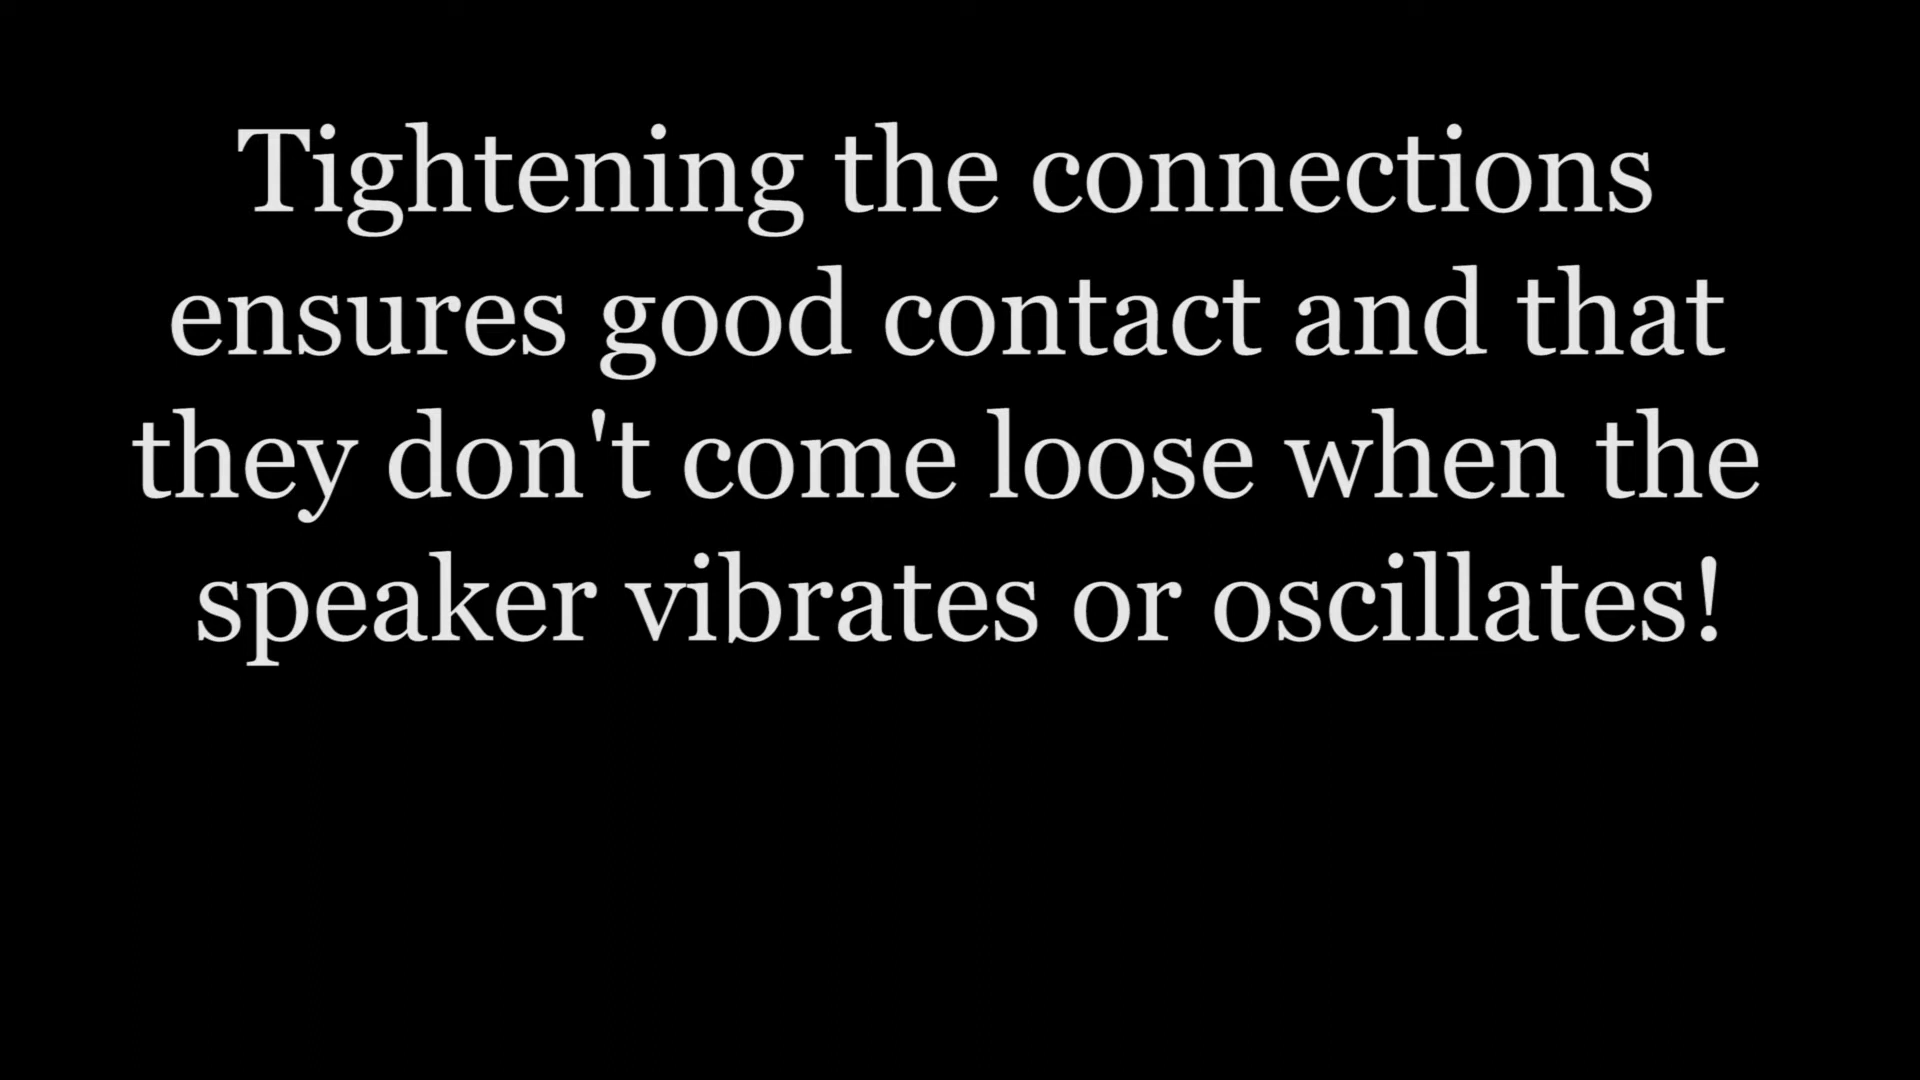 Tightening the connections
ensures good contact and that
they don't come loose when the
speaker vibrates or oscillates!